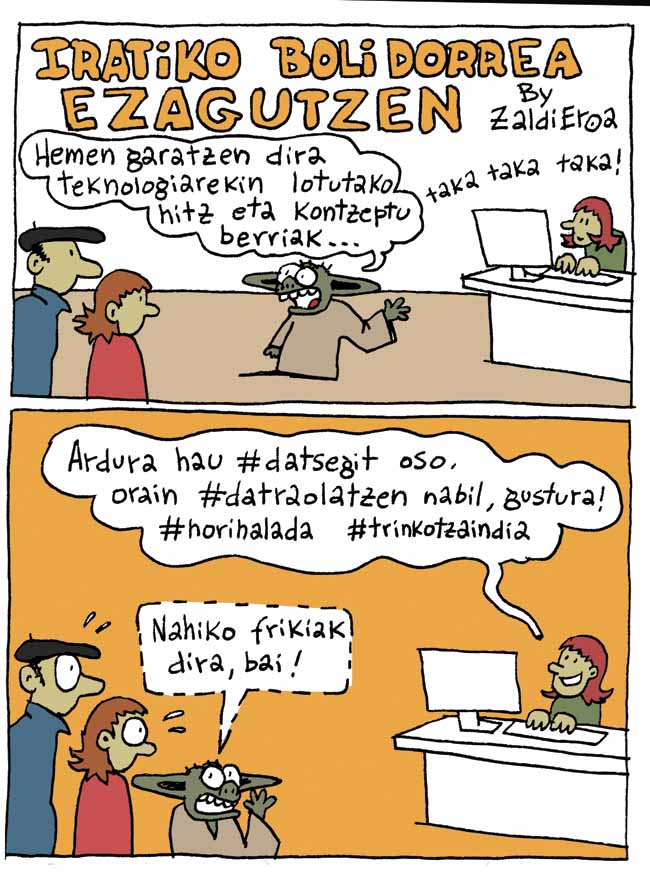 IRATiKO BOLiDORREA
EZAGUTZEN
By
ZaldiEroa
Hemen garatzen dira
teknologiarekin lotutako
hitz eta kontzeptu
berriak...
taka taka taka!
Ardura hau #datsegit oso,
orain #datraolatzen nabil, gustura!
#horihalada #trinkotzaindia
Nahiko frikiak
dira, bai!